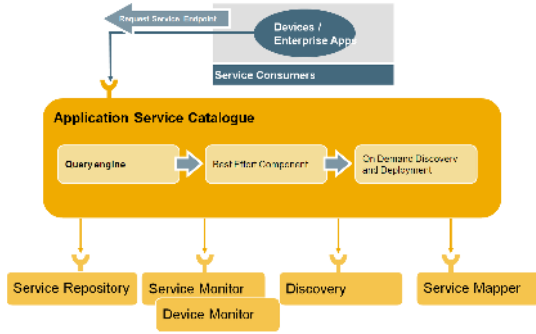 Request Service Endpoint
Devices /
Enterprise Apps
Service Consumers
Application Service Catalogue
Query engine
Best Effort Component
On Demand Discovery
and Deployment
Service Repository
Service Monitor
Device Monitor
Discovery
Service Mapper